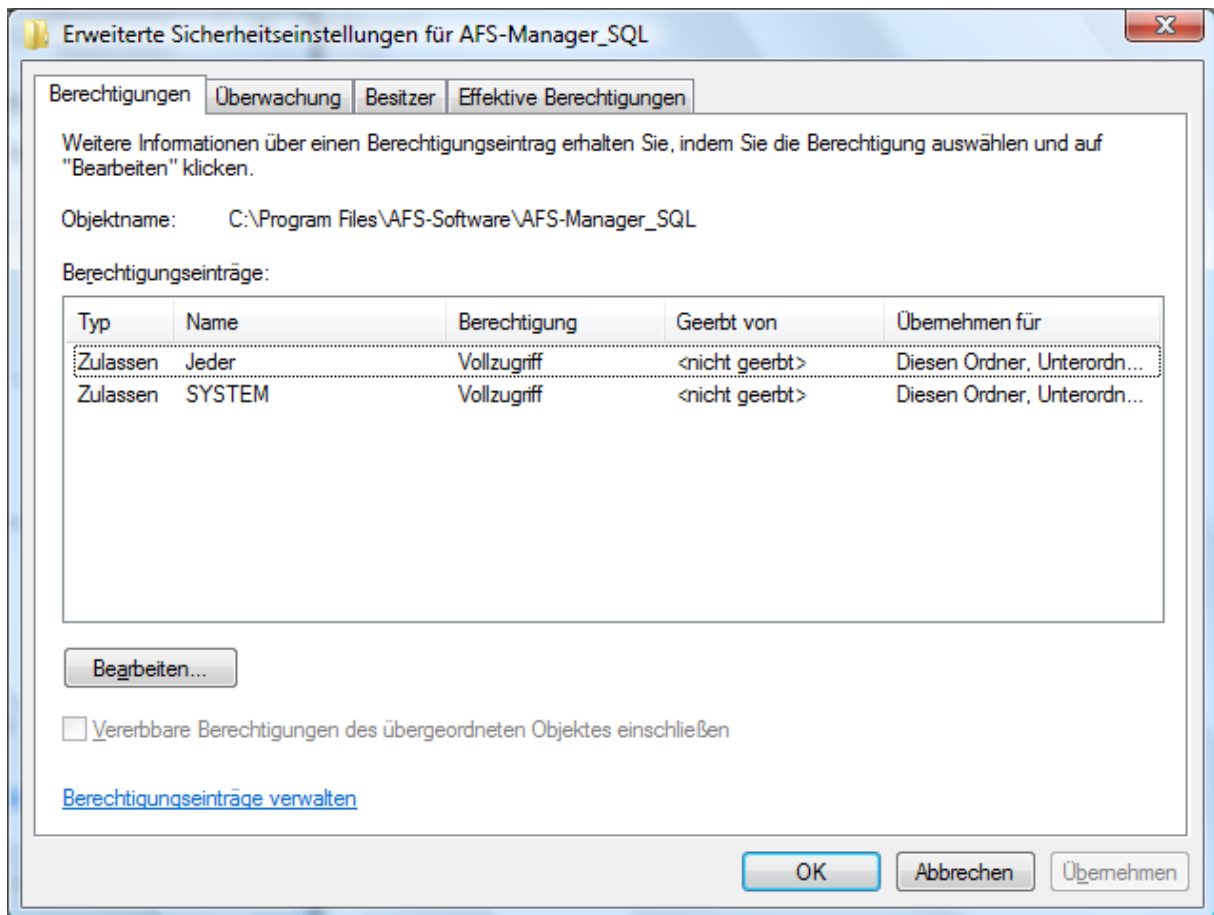 Erweiterte Sicherheitseinstellungen für AFS-Manager_SQL
Berechtigungen Überwachung Besitzer Effektive Berechtigungen
Weitere Informationen über einen Berechtigungseintrag erhalten Sie, indem Sie die Berechtigung auswählen und auf
"Bearbeiten" klicken.
Objektname: C:\Program Files\AFS-Software\AFS-Manager_SQL
Berechtigungseinträge:
Typ Name Berechtigung Geerbt von Übernehmen für
Zulassen Jeder Vollzugriff <nicht geerbt> Diesen Ordner, Unterordn...
Zulassen SYSTEM Vollzugriff <nicht geerbt> Diesen Ordner, Unterordn...
Bearbeiten...
Vererbbare Berechtigungen des übergeordneten Objektes einschließen
Berechtigungseinträge verwalten
OK Abbrechen Übernehmen